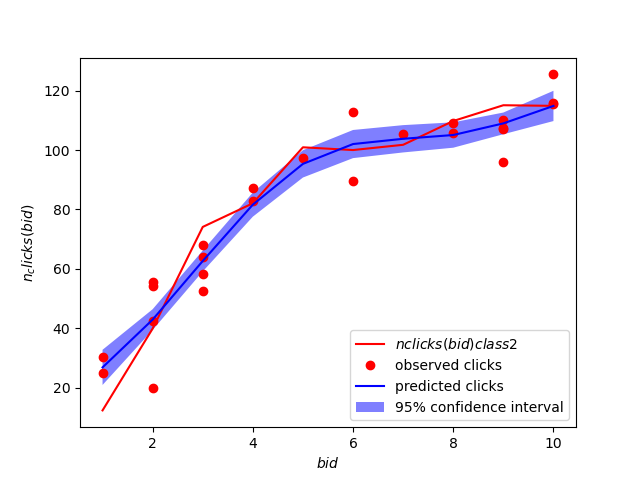 120
100
80
60
40
20
n_clicks(bid)
2
4
6
8
10
bid
nclicks(bid)class2
observed clicks
predicted clicks
95% confidence interval